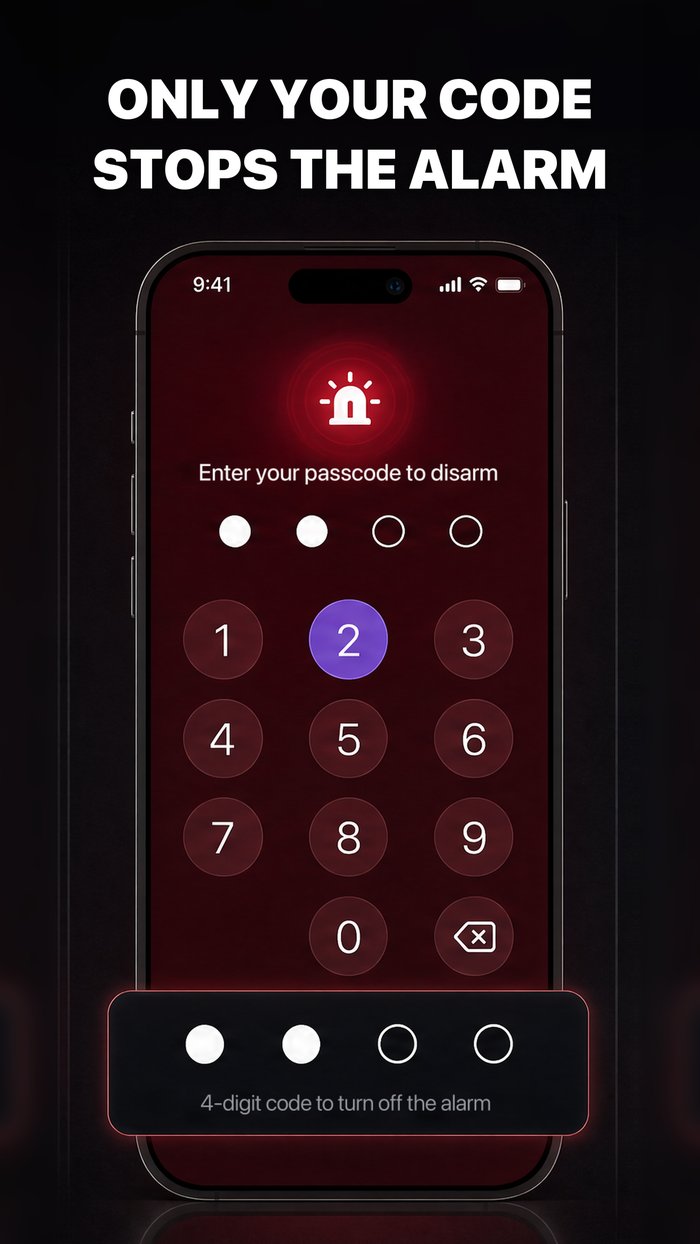 ONLY YOUR CODE
STOPS THE ALARM
9:41
Enter your passcode to disarm
1 2 3
4 5 6
7 8 9
0
4-digit code to turn off the alarm